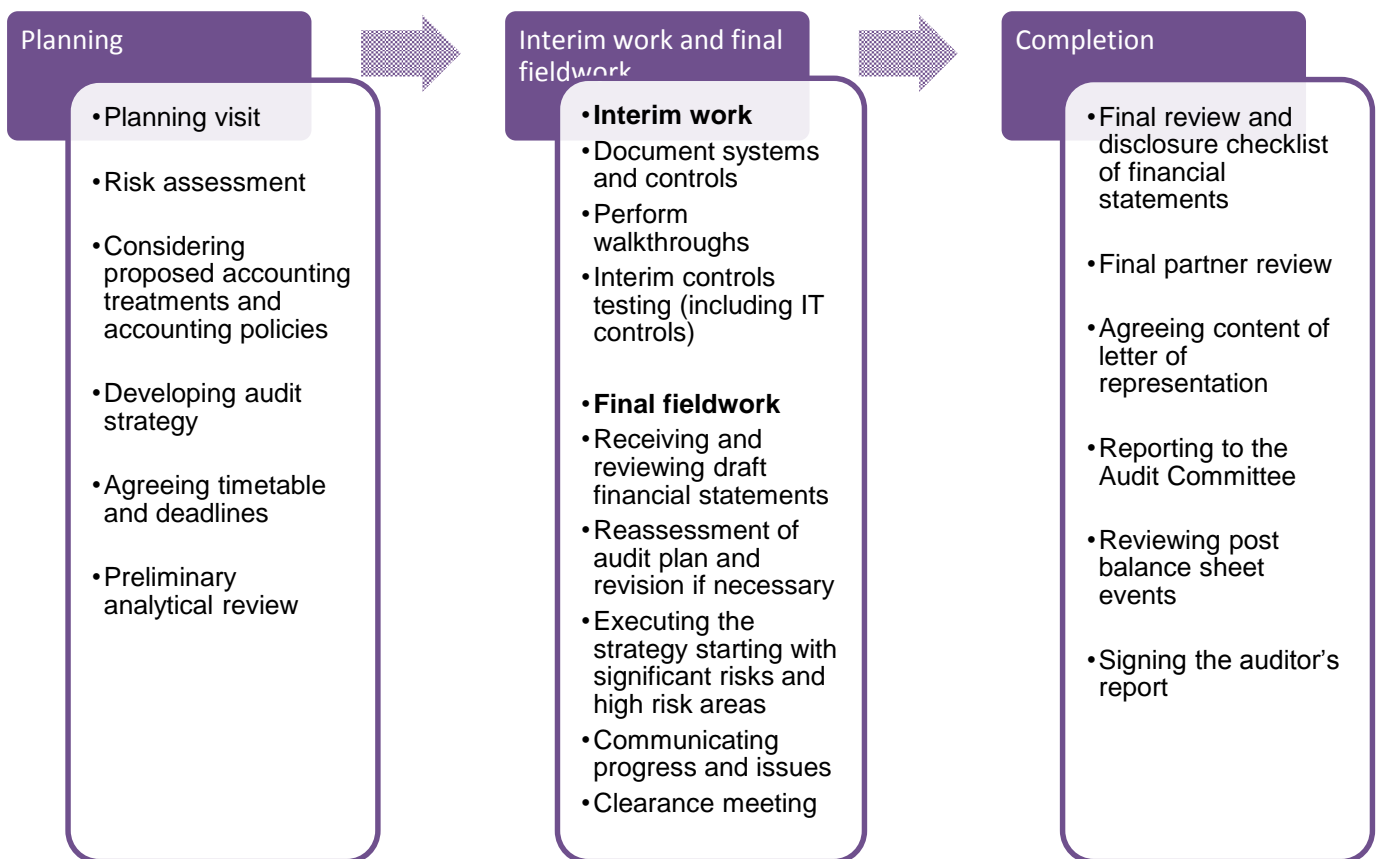 Planning
•Planning visit
•Risk assessment
•Considering
proposed accounting
treatments and
accounting policies
•Developing audit
strategy
•Agreeing timetable
and deadlines
•Preliminary
analytical review
Interim work and final
fieldwork
•Interim work
•Document systems
and controls
•Perform
walkthroughs
•Interim controls
testing (including IT
controls)
•Final fieldwork
•Receiving and
reviewing draft
financial statements
•Reassessment of
audit plan and
revision if necessary
•Executing the
strategy starting with
significant risks and
high risk areas
•Communicating
progress and issues
•Clearance meeting
Completion
•Final review and
disclosure checklist
of financial
statements
•Final partner review
•Agreeing content of
letter of
representation
•Reporting to the
Audit Committee
•Reviewing post
balance sheet
events
•Signing the auditor’s
report